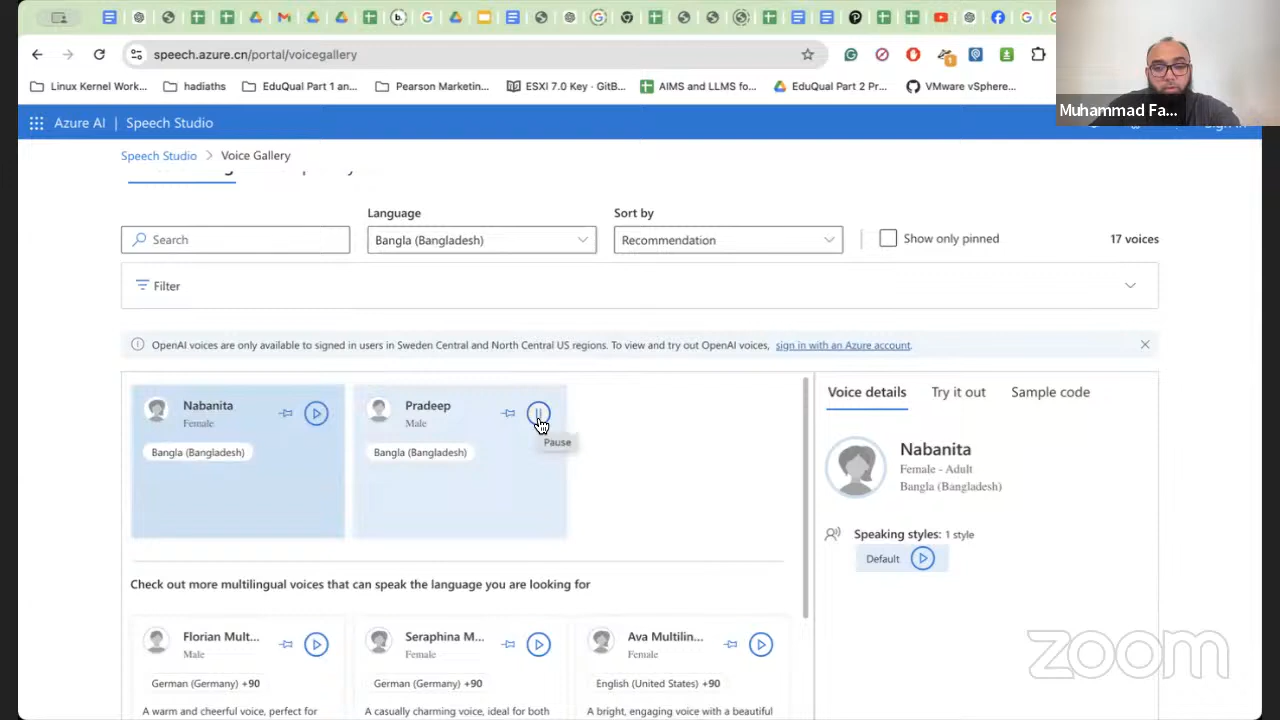 speech.azure.cn/portal/voicegallery
Linux Kernel Work...
hadiaths
EduQual Part 1 an...
Pearson Marketin...
ESXI 7.0 Key · GitB...
AIMS and LLMS fo...
EduQual Part 2 Pr...
VMware vSphere...
Muhammad Fa...
Azure AI | Speech Studio
Speech Studio > Voice Gallery
Language
Sort by
Search
Bangla (Bangladesh)
Recommendation
Show only pinned
17 voices
Filter
OpenAI voices are only available to signed in users in Sweden Central and North Central US regions. To view and try out OpenAI voices, sign in with an Azure account.
Nabanita
Female
Bangla (Bangladesh)
Pradeep
Male
Pause
Bangla (Bangladesh)
Voice details
Try it out
Sample code
Nabanita
Female - Adult
Bangla (Bangladesh)
Speaking styles: 1 style
Default
Check out more multilingual voices that can speak the language you are looking for
Florian Mult...
Male
German (Germany) +90
A warm and cheerful voice, perfect for
Seraphina M...
Female
German (Germany) +90
A casually charming voice, ideal for both
Ava Multilin...
Female
English (United States) +90
A bright, engaging voice with a beautiful
zoom